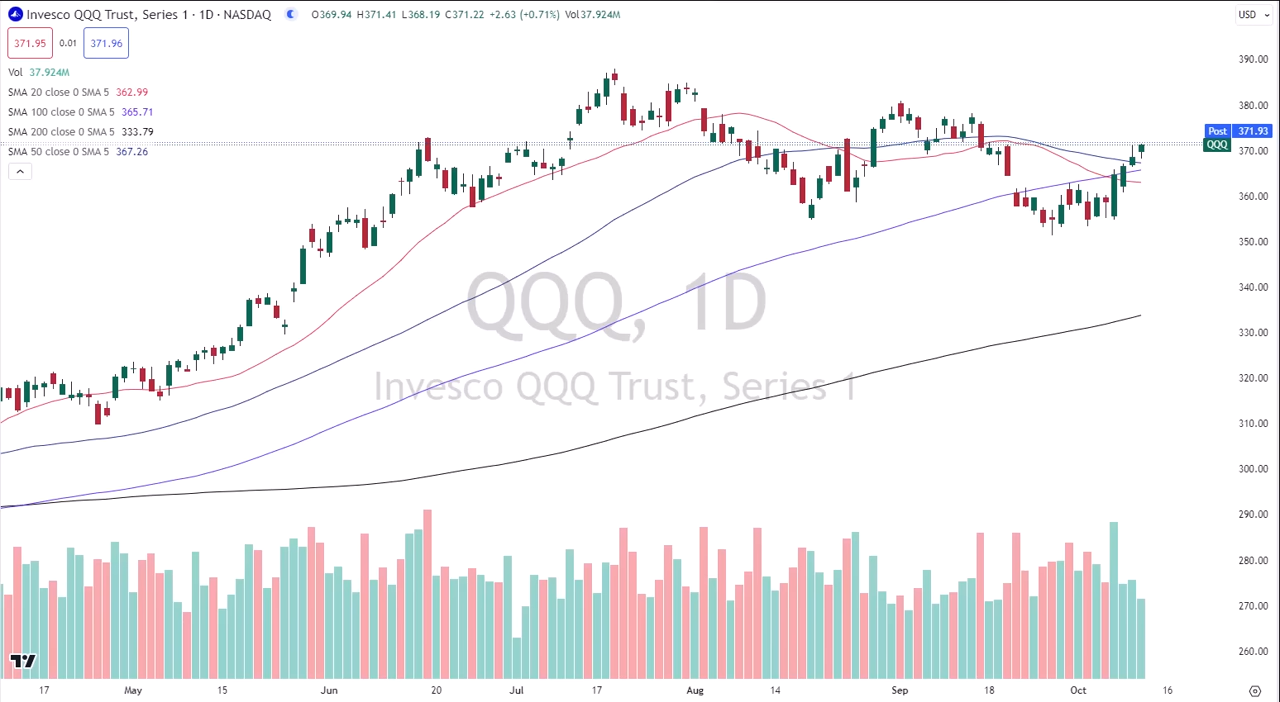 Invesco QQQ Trust, Series 1 · 1D · NASDAQ O369.94 H371.41 L368.19 C371.22 +2.63 (+0.71%) Vol37.924M USD
371.95 0.01 371.96
Vol 37.924M
SMA 20 close 0 SMA 5 362.99
SMA 100 close 0 SMA 5 365.71
SMA 200 close 0 SMA 5 333.79
SMA 50 close 0 SMA 5 367.26
390.00
380.00
Post 371.93
QQQ
370.00
360.00
350.00
340.00
330.00
320.00
310.00
300.00
290.00
280.00
270.00
260.00
QQQ, 1D
Invesco QQQ Trust, Series 1
17 May 15 Jun 20 Jul 17 Aug 14 Sep 18 Oct 16